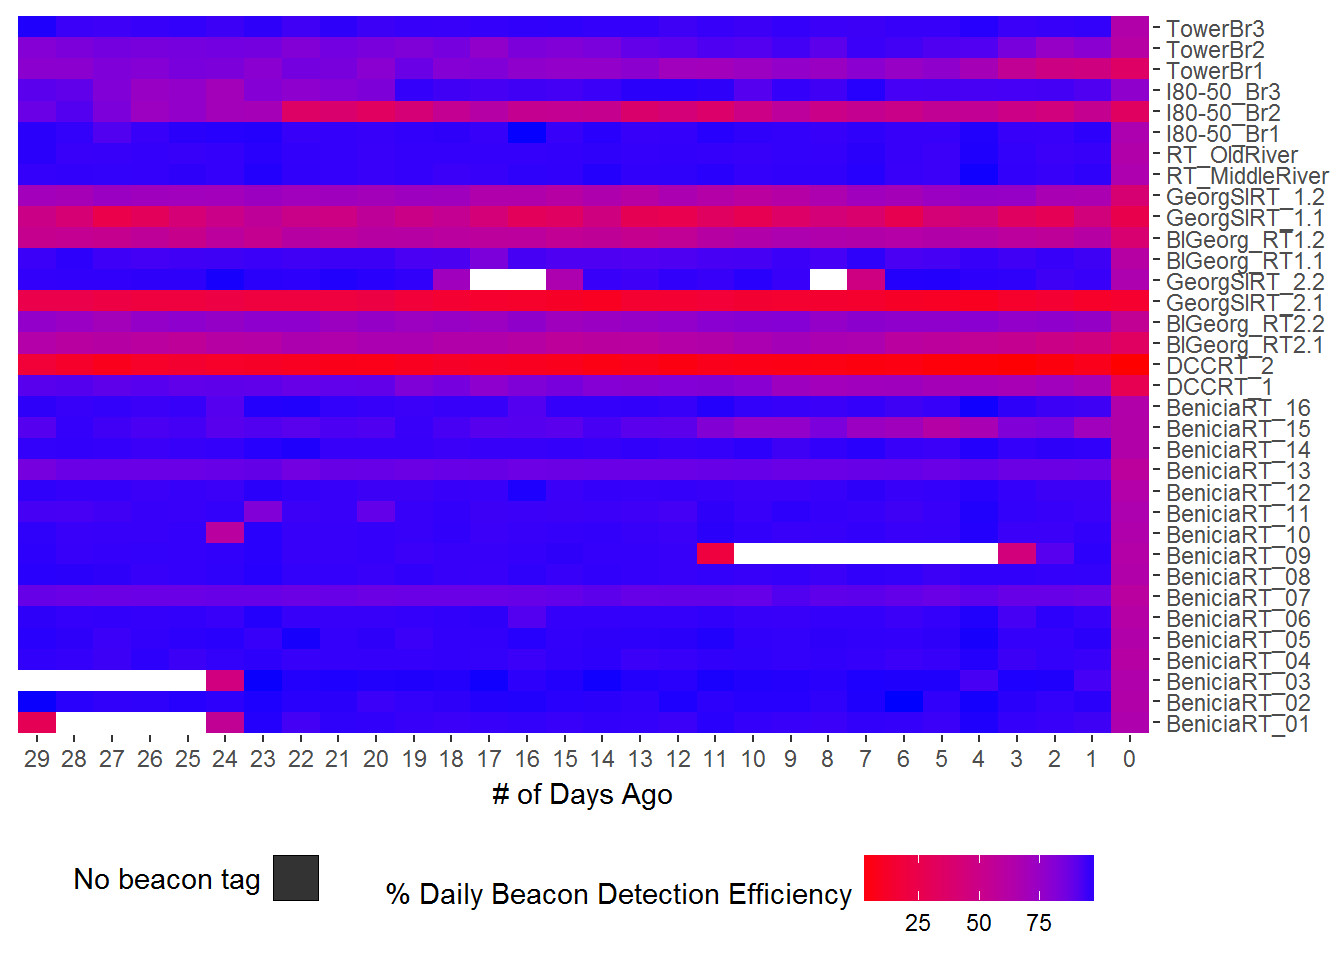 TowerBr3
TowerBr2
TowerBr1
I80-50_Br3
I80-50_Br2
I80-50_Br1
RT_OldRiver
RT_MiddleRiver
GeorgSlRT_1.2
GeorgSlRT_1.1
BlGeorg_RT1.2
BlGeorg_RT1.1
GeorgSlRT_2.2
GeorgSlRT_2.1
BlGeorg_RT2.2
BlGeorg_RT2.1
DCCRT_2
DCCRT_1
BeniciaRT_16
BeniciaRT_15
BeniciaRT_14
BeniciaRT_13
BeniciaRT_12
BeniciaRT_11
BeniciaRT_10
BeniciaRT_09
BeniciaRT_08
BeniciaRT_07
BeniciaRT_06
BeniciaRT_05
BeniciaRT_04
BeniciaRT_03
BeniciaRT_02
BeniciaRT_01
29 28 27 26 25 24 23 22 21 20 19 18 17 16 15 14 13 12 11 10 9 8 7 6 5 4 3 2 1 0
# of Days Ago
No beacon tag
% Daily Beacon Detection Efficiency
25 50 75